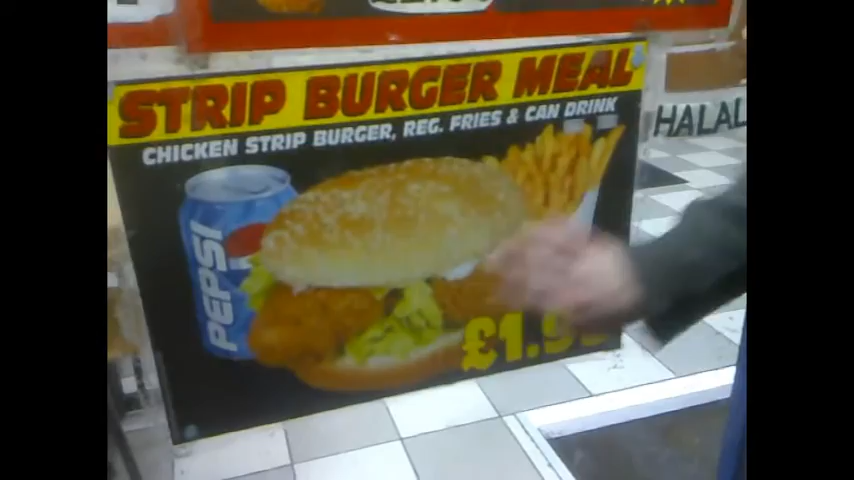 STRIP BURGER MEAL
CHICKEN STRIP BURGER, REG. FRIES & CAN DRINK
HALAL
PEPSI